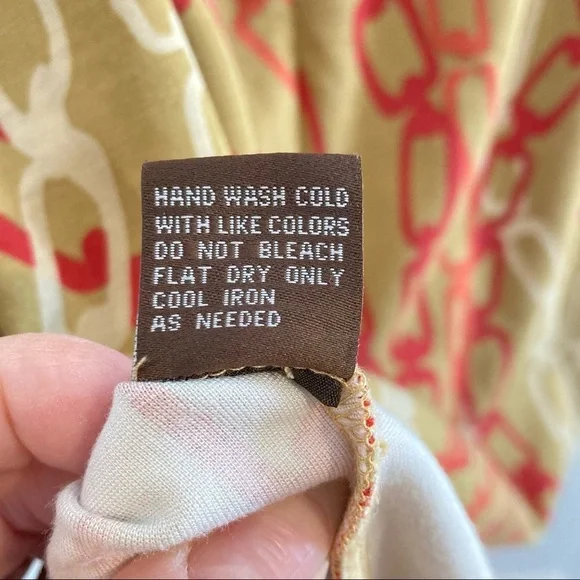 HAND WASH COLD
WITH LIKE COLORS
DO NOT BLEACH
FLAT DRY ONLY
COOL IRON
AS NEEDED